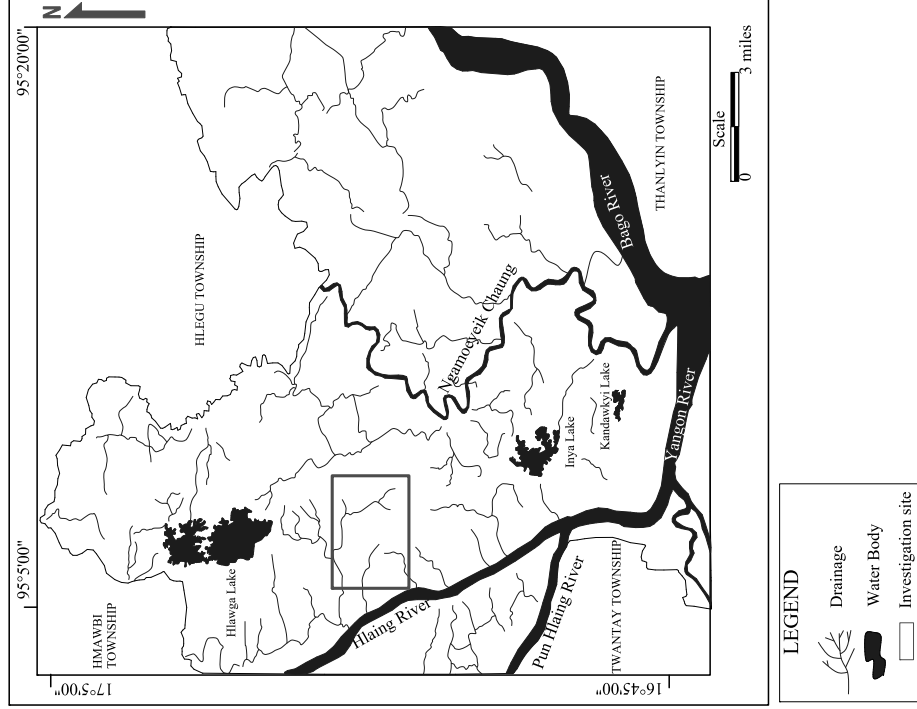 N
95°20'00"
95°5'00"
17°5'00"
16°45'00"
HMAWBI
TOWNSHIP
HLEGU TOWNSHIP
THANLYIN TOWNSHIP
TWANTAY TOWNSHIP
Hlawga Lake
Hlaing River
Pun Hlaing River
Ngamoeyeik Chaung
Inya Lake
Kandawkyi Lake
Bago River
Yangon River
Scale
0
3 miles
LEGEND
Drainage
Water Body
Investigation site